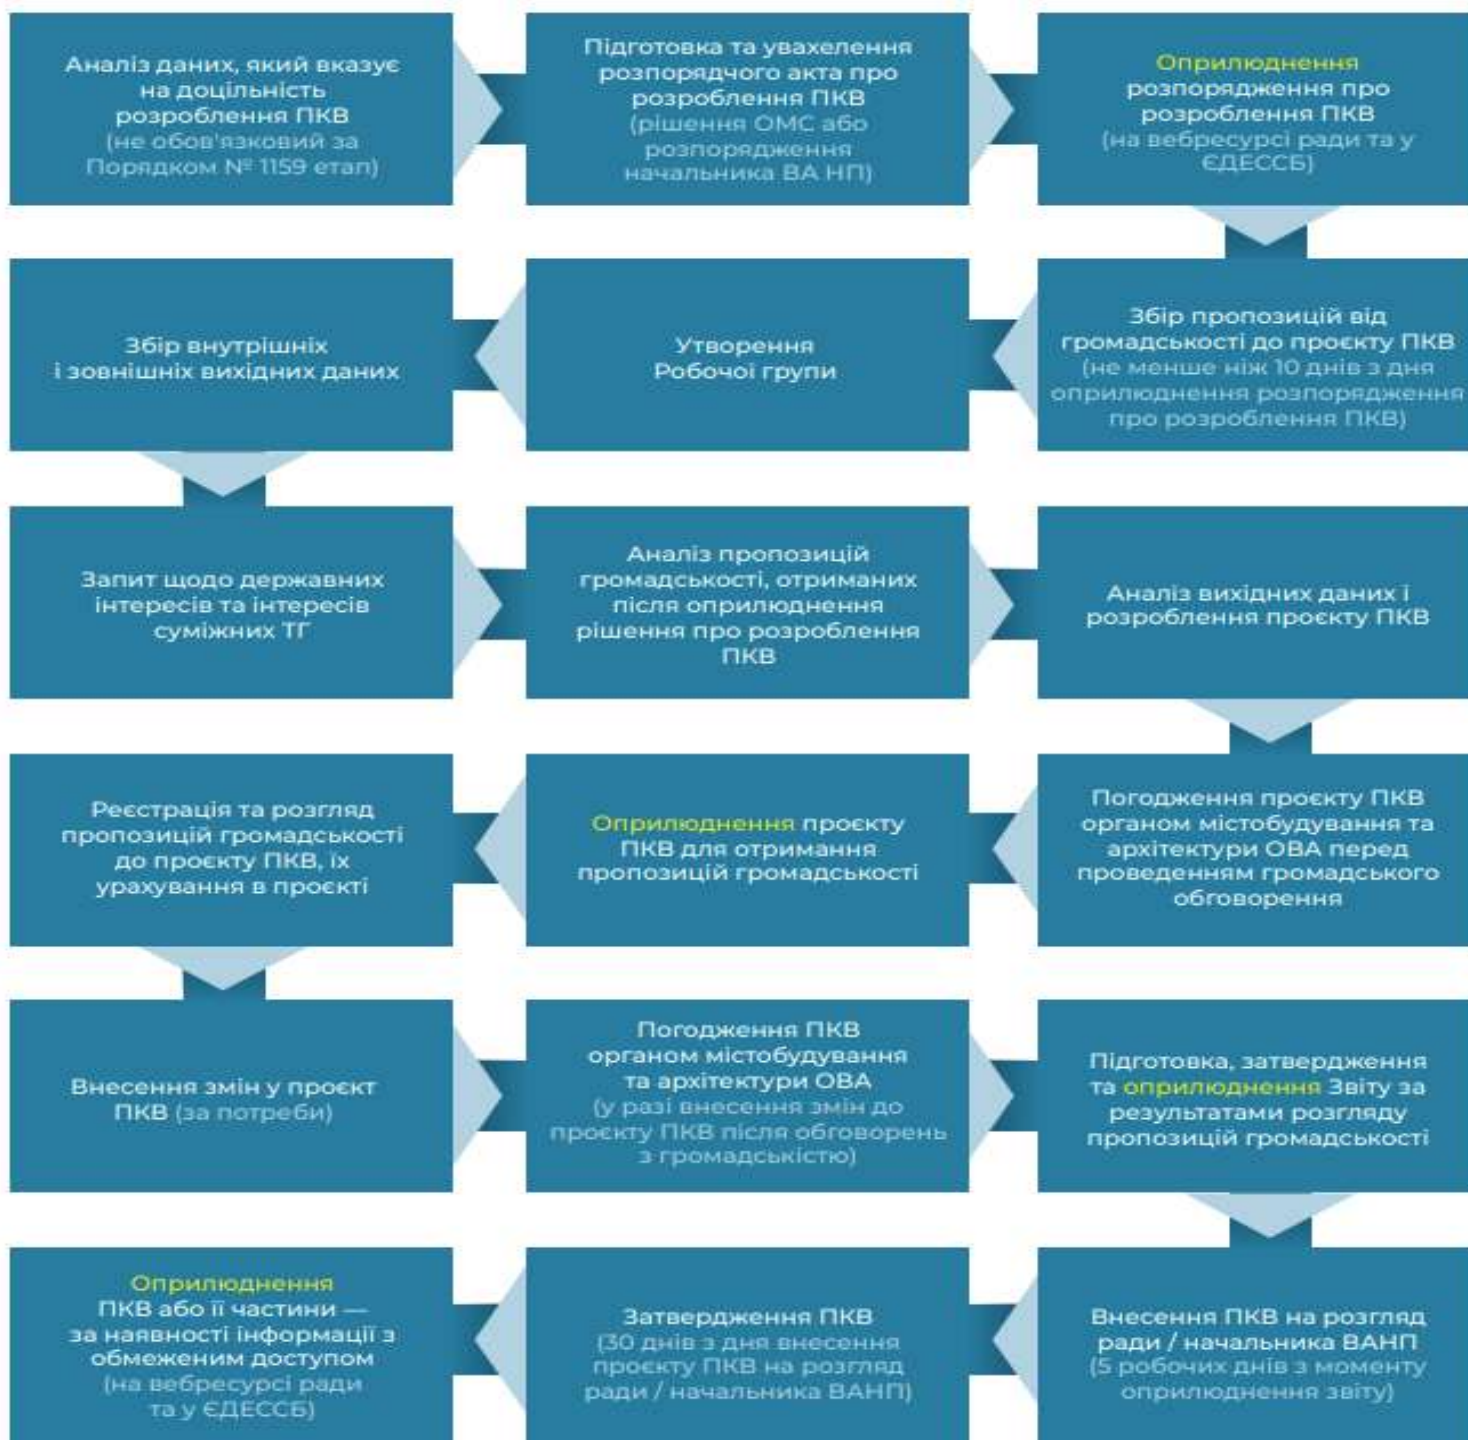 Аналіз даних, який вказує
на доцільність
розроблення ПКВ
(не обов'язковий за
Порядком № 1159 етап)
Підготовка та увахелення
розпорядчого акта про
розроблення ПКВ
(рішення ОМС або
розпорядження
начальника ВА НП)
Оприлюднення
розпорядження про
розроблення ПКВ
(на вебресурсі ради та у
ЄДЕССБ)
Збір пропозицій від
громадськості до проєкту ПКВ
(не менше ніж 10 днів з дня
оприлюднення розпорядження
про розроблення ПКВ)
Утворення
Робочої групи
Збір внутрішніх
і зовнішніх вихідних даних
Запит щодо державних
інтересів та інтересів
суміжних ТГ
Аналіз пропозицій
громадськості, отриманих
після оприлюднення
рішення про розроблення
ПКВ
Аналіз вихідних даних і
розроблення проєкту ПКВ
Погодження проєкту ПКВ
органом містобудування та
архітектури ОВА перед
проведенням громадського
обговорення
Оприлюднення проєкту
ПКВ для отримання
пропозицій громадськості
Реєстрація та розгляд
пропозицій громадськості
до проєкту ПКВ, їх
урахування в проєкті
Внесення змін у проєкт
ПКВ (за потреби)
Погодження ПКВ
органом містобудування
та архітектури ОВА
(у разі внесення змін до
проєкту ПКВ після обговорень
з громадськістю)
Підготовка, затвердження
та оприлюднення Звіту за
результатами розгляду
пропозицій громадськості
Внесення ПКВ на розгляд
ради / начальника ВАНП
(5 робочих днів з моменту
оприлюднення звіту)
Затвердження ПКВ
(30 днів з дня внесення
проєкту ПКВ на розгляд
ради / начальника ВАНП)
Оприлюднення
ПКВ або її частини —
за наявності інформації з
обмеженим доступом
(на вебресурсі ради
та у ЄДЕССБ)